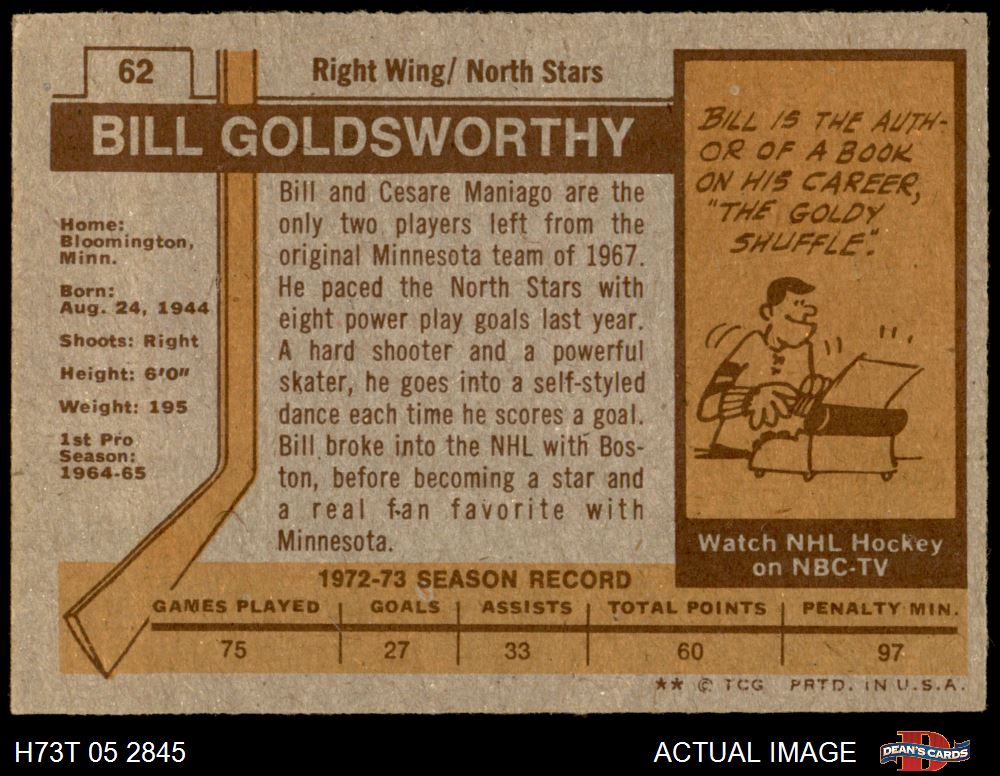 62
Right Wing/ North Stars
BILL GOLDSWORTHY
Home:
Bloomington,
Minn.
Born:
Aug. 24, 1944
Shoots: Right
Height: 6'0"
Weight: 195
1st Pro
Season:
1964-65
Bill and Cesare Maniago are the
only two players left from the
original Minnesota team of 1967.
He paced the North Stars with
eight power play goals last year.
A hard shooter and a powerful
skater, he goes into a self-styled
dance each time he scores a goal.
Bill broke into the NHL with Bos-
ton, before becoming a star and
a real fan favorite with
Minnesota.
BILL IS THE AUTH-
OR OF A BOOK
ON HIS CAREER,
"THE GOLDY
SHUFFLE".
Watch NHL Hockey
on NBC-TV
1972-73 SEASON RECORD
GAMES PLAYED GOALS ASSISTS TOTAL POINTS PENALTY MIN.
75 27 33 60 97
** © TCG PRTD. IN U.S.A.
H73T 05 2845
ACTUAL IMAGE
D
DEAN'S CARDS